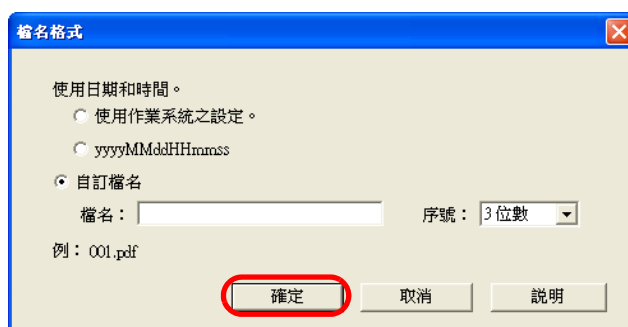 檔名格式
使用日期和時間。
使用作業系統之設定。
yyyyMMddHHmmss
自訂檔名
檔名： 序號： 3 位數
例： 001.pdf
確定 取消 說明